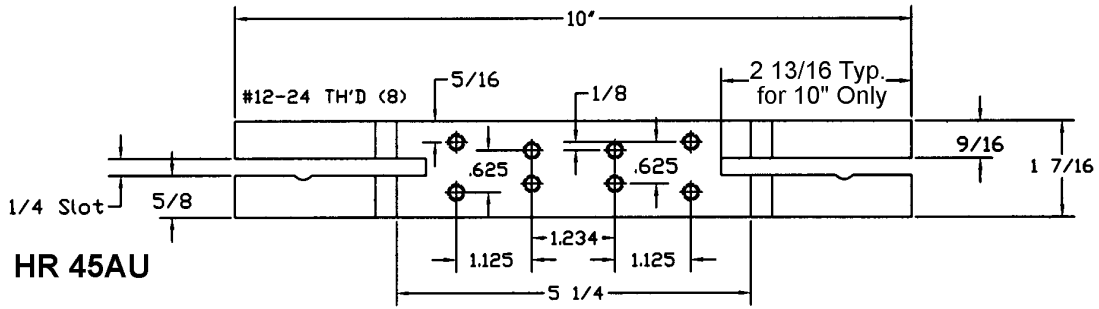 10"
5/16
2 13/16 Typ.
for 10" Only
#12-24 TH'D (8)
1/8
9/16
.625
.625
1 7/16
1/4 Slot
5/8
1.234
1.125
1.125
HR 45AU
5 1/4